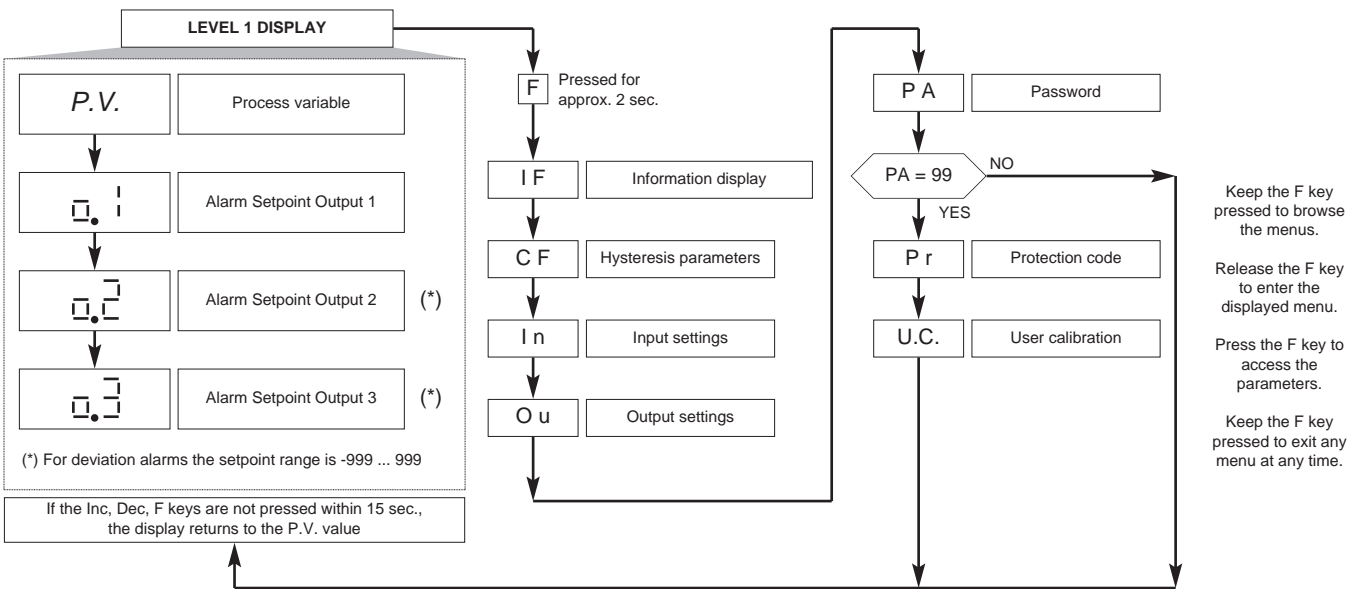 LEVEL 1 DISPLAY
P.V.
Process variable
o.1
Alarm Setpoint Output 1
o.2
Alarm Setpoint Output 2
(*)
o.3
Alarm Setpoint Output 3
(*)
(*) For deviation alarms the setpoint range is -999 ... 999
If the Inc, Dec, F keys are not pressed within 15 sec.,
the display returns to the P.V. value
F
Pressed for
approx. 2 sec.
I F
Information display
C F
Hysteresis parameters
I n
Input settings
O u
Output settings
P A
Password
PA = 99
NO
YES
P r
Protection code
U.C.
User calibration
Keep the F key
pressed to browse
the menus.
Release the F key
to enter the
displayed menu.
Press the F key to
access the
parameters.
Keep the F key
pressed to exit any
menu at any time.